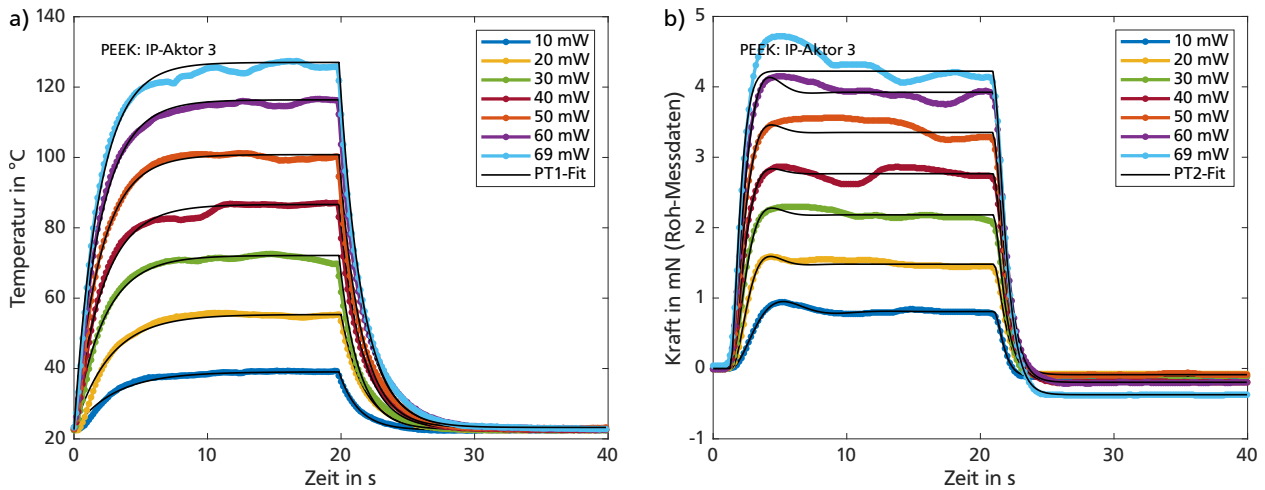 a)
PEEK: IP-Aktor 3
10 mW
20 mW
30 mW
40 mW
50 mW
60 mW
69 mW
PT1-Fit
Temperatur in °C
140
120
100
80
60
40
20
0
10
20
30
40
Zeit in s
b)
PEEK: IP-Aktor 3
10 mW
20 mW
30 mW
40 mW
50 mW
60 mW
69 mW
PT2-Fit
Kraft in mN (Roh-Messdaten)
5
4
3
2
1
0
-1
0
10
20
30
40
Zeit in s